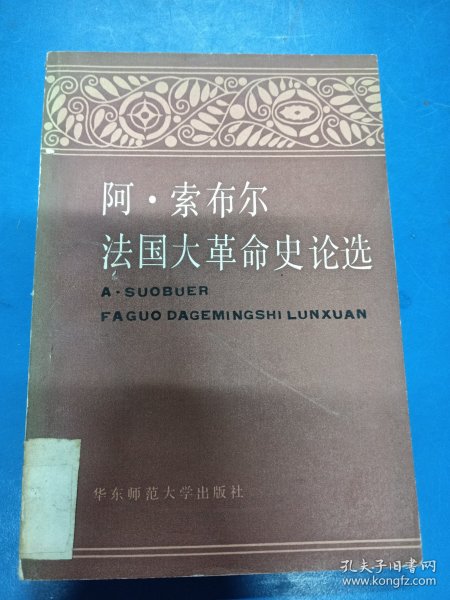 阿·索布尔
法国大革命史论选
A·SUOBUER
FAGUO DAGEMINGSHI LUNXUAN
华东师范大学出版社
孔夫子旧书网
www.kongfz.com